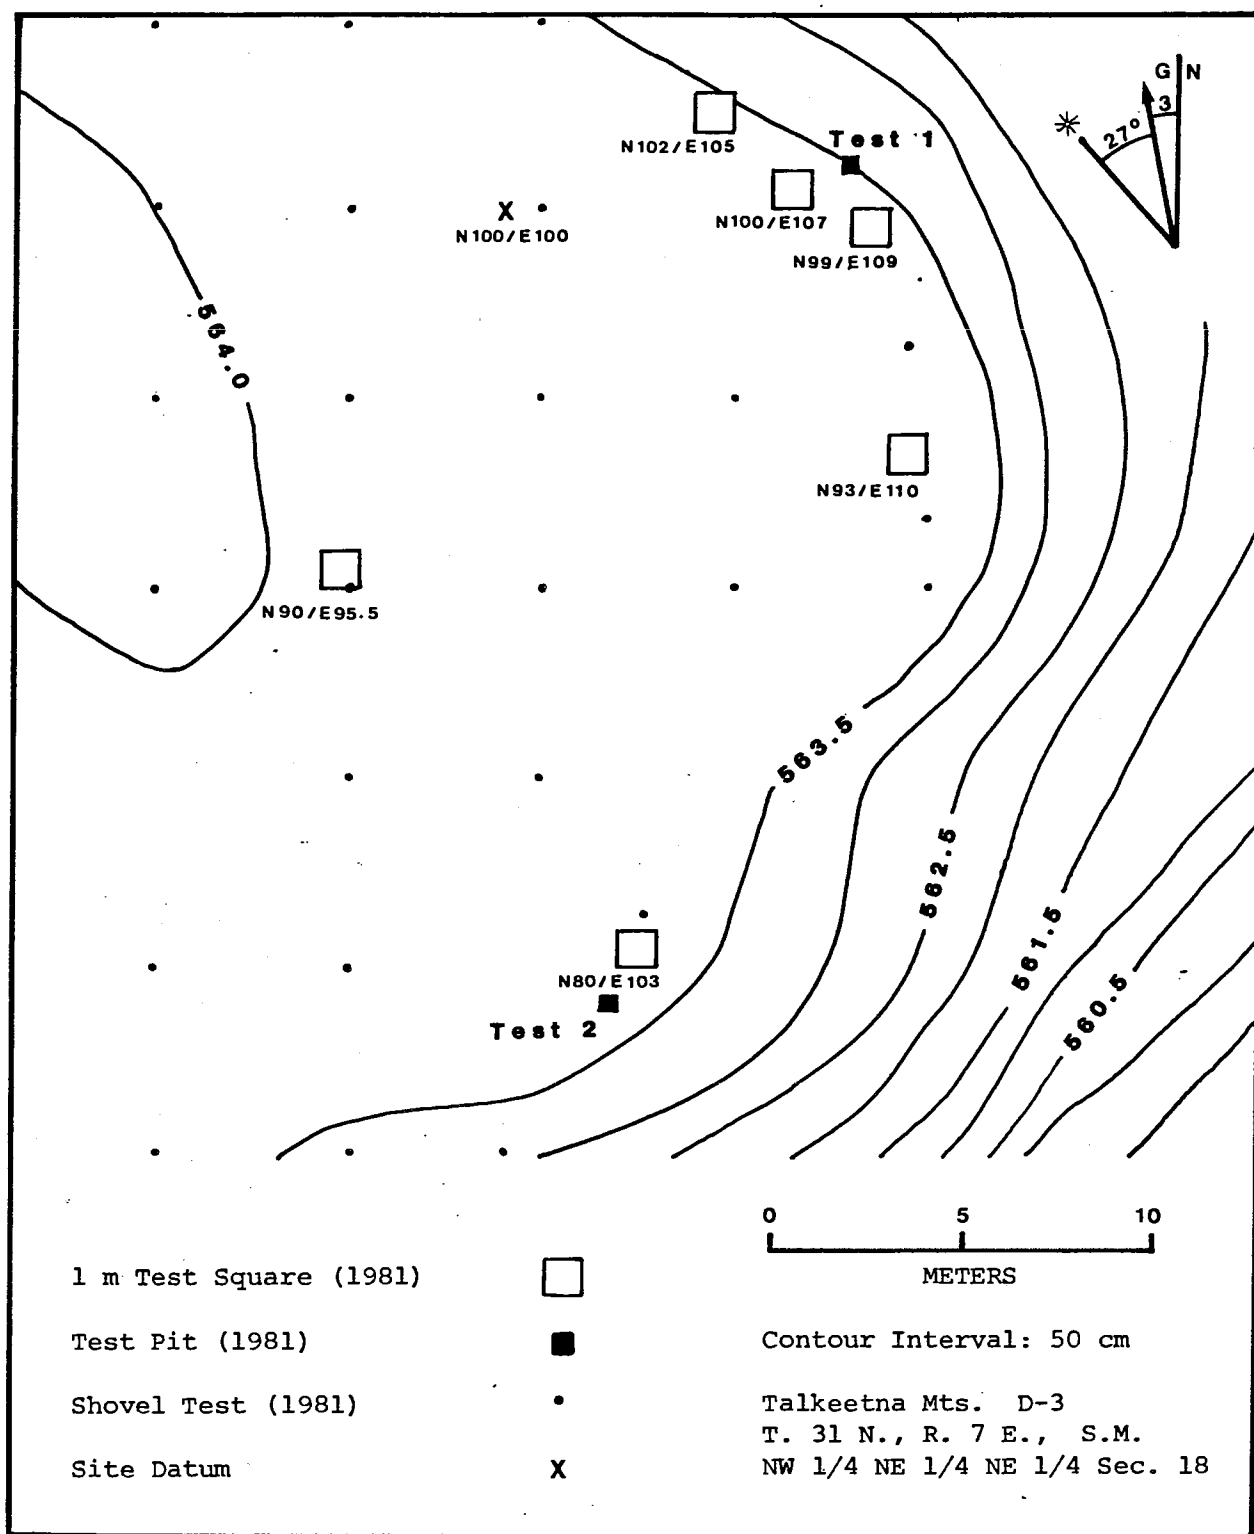 G N
3
27°
N102/E105
Test 1
X
N100/E100
N100/E107
N99/E109
564.0
N93/E110
N90/E95.5
563.5
562.5
561.5
560.5
N80/E103
Test 2
0 5 10
METERS
1 m Test Square (1981)
Test Pit (1981)
Contour Interval: 50 cm
Shovel Test (1981)
Talkeetna Mts. D-3
T. 31 N., R. 7 E., S.M.
Site Datum X
NW 1/4 NE 1/4 NE 1/4 Sec. 18